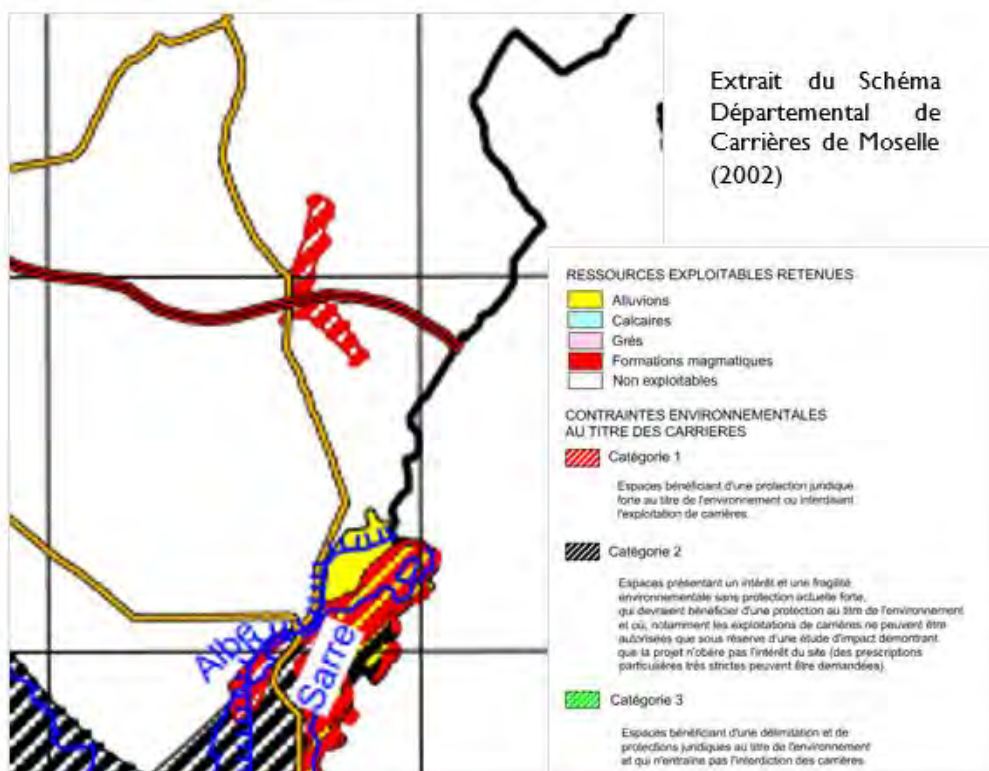 Extrait du Schéma
Départemental de
Carrières de Moselle
(2002)
RESSOURCES EXPLOITABLES RETENUES
Alluvions
Calcaires
Grés
Formations magmatiques
Non exploitables
CONTRAINTES ENVIRONNEMENTALES
AU TITRE DES CARRIERES
Catégorie 1
Espaces bénéficiant d'une protection juridique
forte au titre de l'environnement ou interdisant
l'exploitation de carrières.
Catégorie 2
Espaces présentant un intérêt et une fragilité
environnementale sans protection actuelle forte,
qui devraient bénéficier d'une protection au titre de l'environnement
et où, notamment les exploitations de carrières ne peuvent être
autorisées que sous réserve d'une étude d'impact démontrant
que le projet n'obère pas l'intérêt du site (des prescriptions
particulières très strictes peuvent être demandées)
Catégorie 3
Espaces bénéficiant d'une délimitation et de
protections juridiques au titre de l'environnement
et qui n'entraîne pas l'interdiction des carrières.
Albe
Sarre